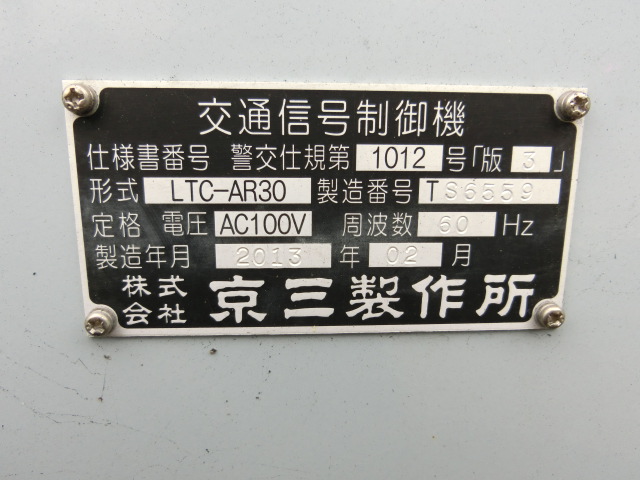 交通信号制御機
仕様書番号 警交仕規第 1012 号「版 3」
形式 LTC-AR30 製造番号 TS6559
定格 電圧 AC100V 周波数 60 Hz
製造年月 2013 年 02 月
株式会社 京三製作所